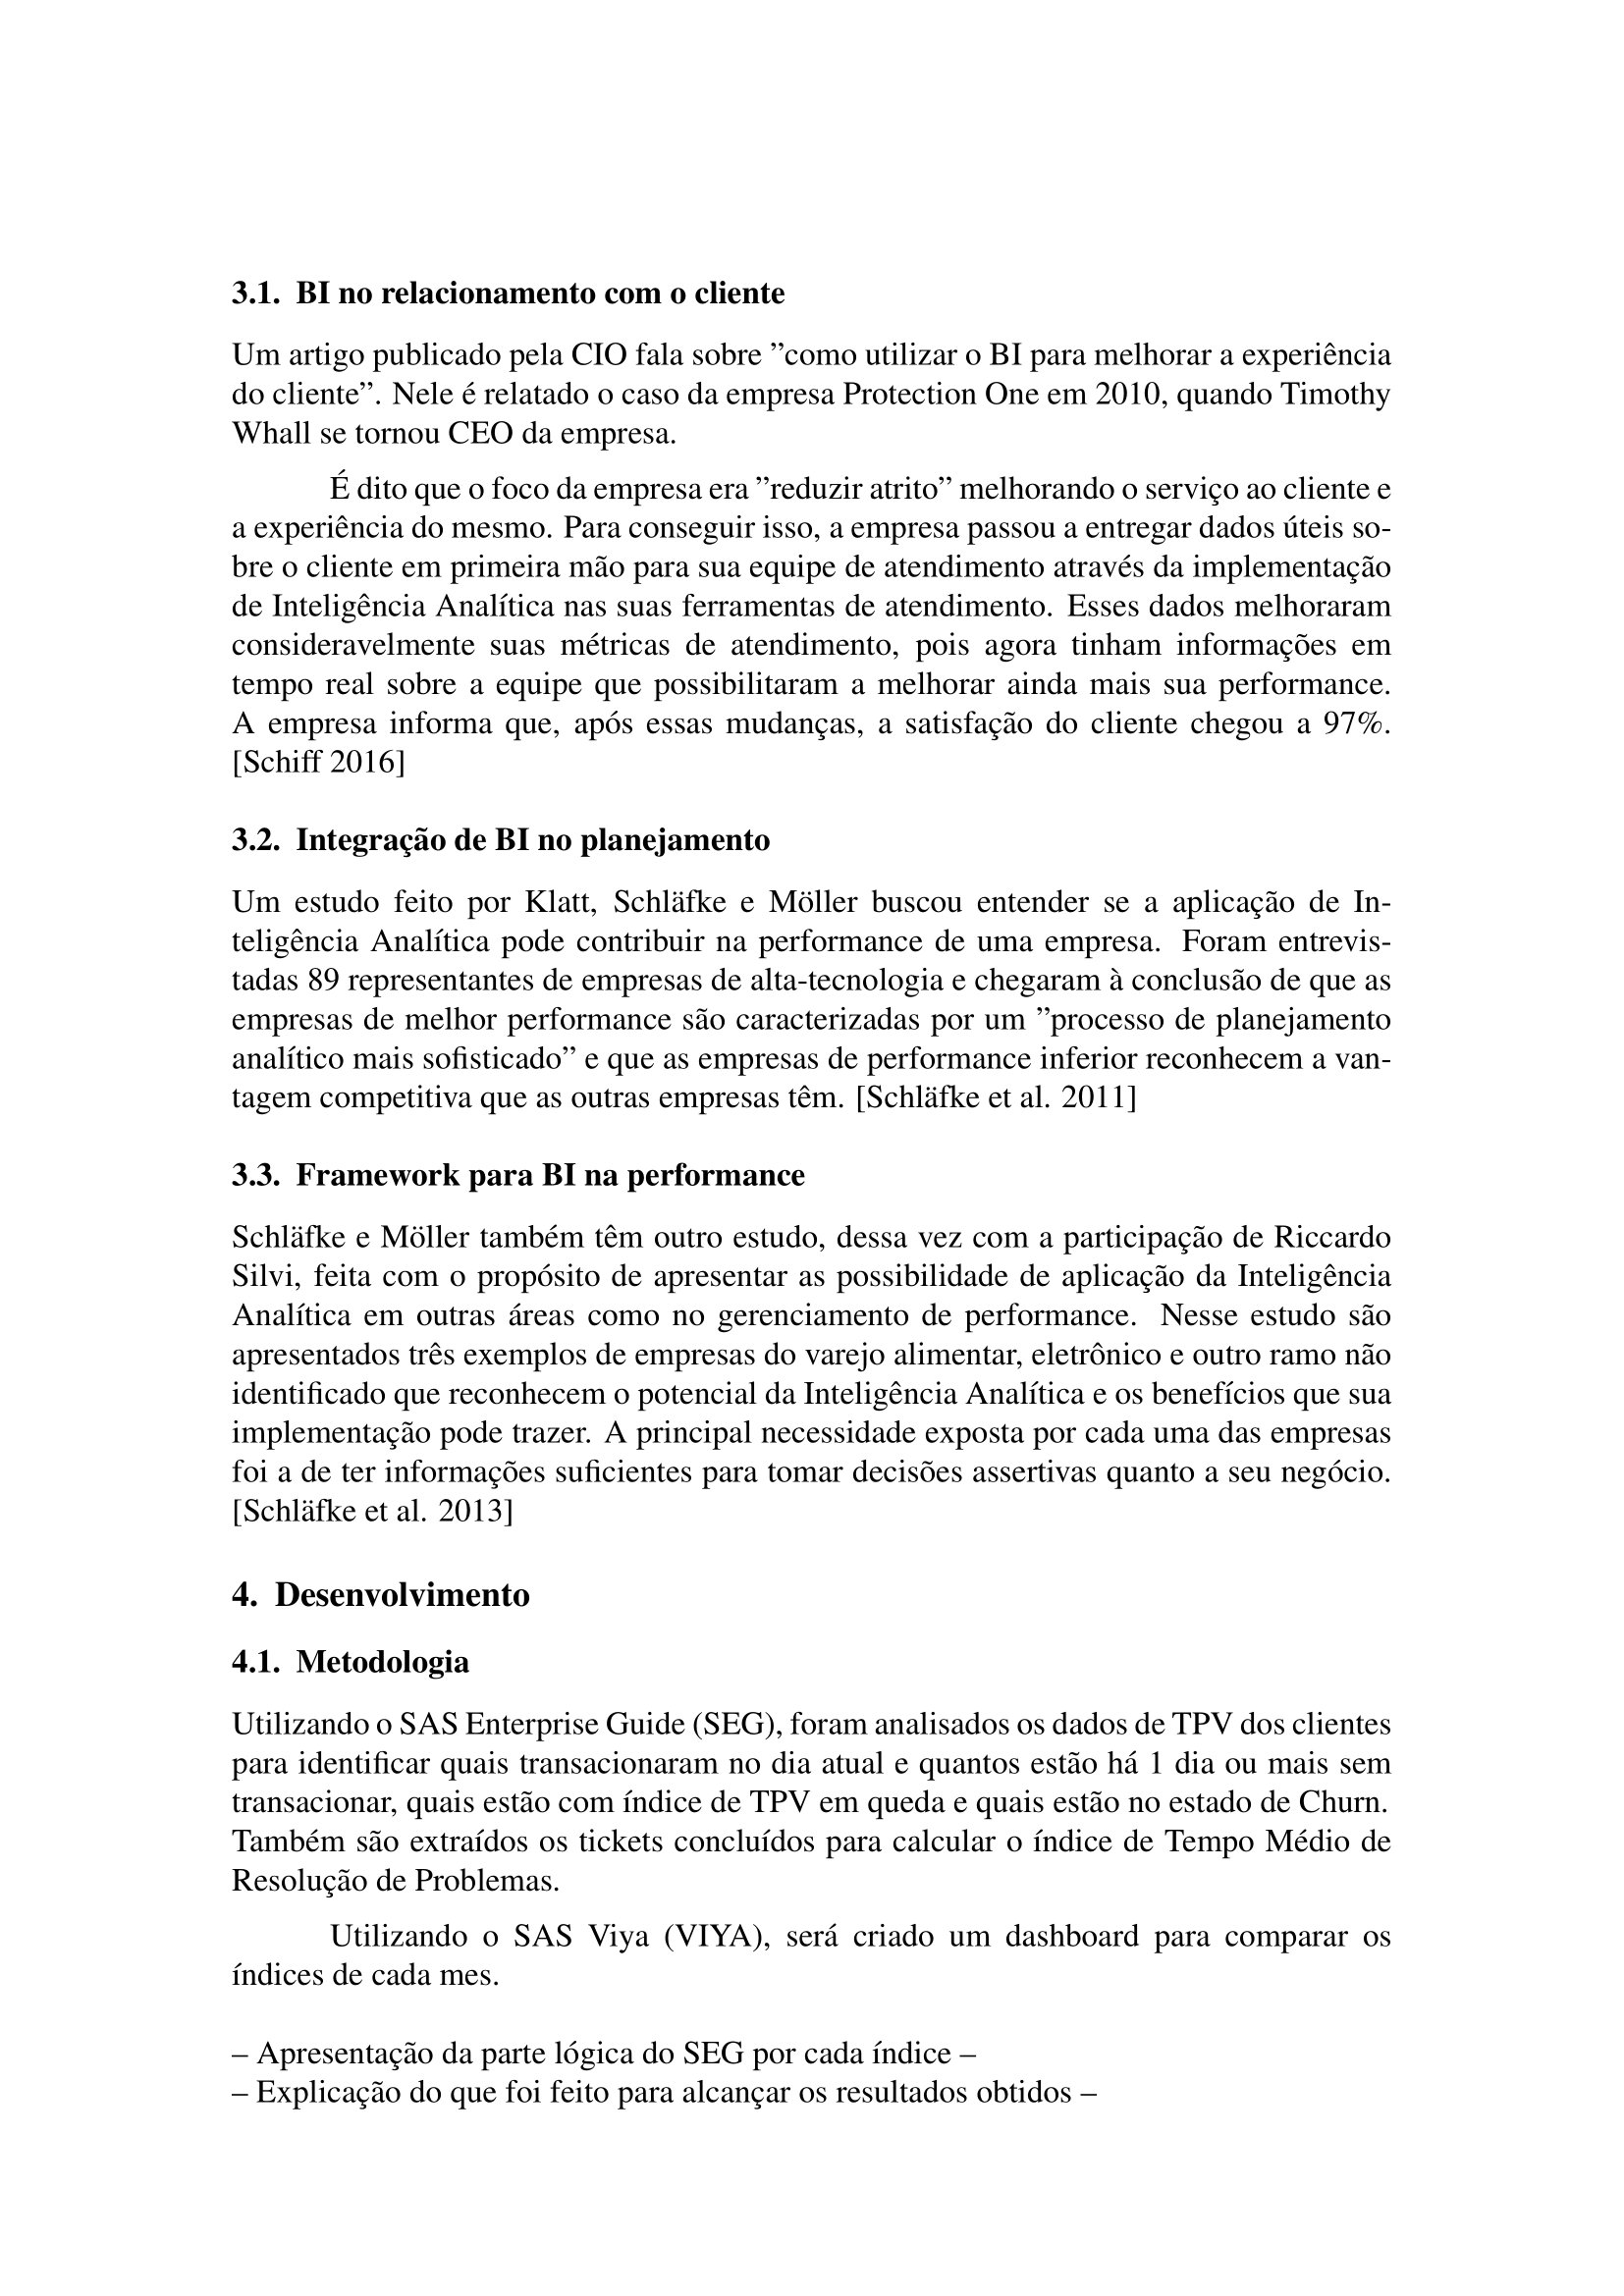 3.1. BI no relacionamento com o cliente
Um artigo publicado pela CIO fala sobre ”como utilizar o BI para melhorar a experiência
do cliente”. Nele é relatado o caso da empresa Protection One em 2010, quando Timothy
Whall se tornou CEO da empresa.
É dito que o foco da empresa era ”reduzir atrito” melhorando o serviço ao cliente e
a experiência do mesmo. Para conseguir isso, a empresa passou a entregar dados úteis so-
bre o cliente em primeira mão para sua equipe de atendimento através da implementação
de Inteligência Analítica nas suas ferramentas de atendimento. Esses dados melhoraram
consideravelmente suas métricas de atendimento, pois agora tinham informações em
tempo real sobre a equipe que possibilitaram a melhorar ainda mais sua performance.
A empresa informa que, após essas mudanças, a satisfação do cliente chegou a 97%.
[Schiff 2016]
3.2. Integração de BI no planejamento
Um estudo feito por Klatt, Schläfke e Möller buscou entender se a aplicação de In-
teligência Analítica pode contribuir na performance de uma empresa. Foram entrevis-
tadas 89 representantes de empresas de alta-tecnologia e chegaram à conclusão de que as
empresas de melhor performance são caracterizadas por um ”processo de planejamento
analítico mais sofisticado” e que as empresas de performance inferior reconhecem a van-
tagem competitiva que as outras empresas têm. [Schläfke et al. 2011]
3.3. Framework para BI na performance
Schläfke e Möller também têm outro estudo, dessa vez com a participação de Riccardo
Silvi, feita com o propósito de apresentar as possibilidade de aplicação da Inteligência
Analítica em outras áreas como no gerenciamento de performance. Nesse estudo são
apresentados três exemplos de empresas do varejo alimentar, eletrônico e outro ramo não
identificado que reconhecem o potencial da Inteligência Analítica e os benefícios que sua
implementação pode trazer. A principal necessidade exposta por cada uma das empresas
foi a de ter informações suficientes para tomar decisões assertivas quanto a seu negócio.
[Schläfke et al. 2013]
4. Desenvolvimento
4.1. Metodologia
Utilizando o SAS Enterprise Guide (SEG), foram analisados os dados de TPV dos clientes
para identificar quais transacionaram no dia atual e quantos estão há 1 dia ou mais sem
transacionar, quais estão com índice de TPV em queda e quais estão no estado de Churn.
Também são extraídos os tickets concluídos para calcular o índice de Tempo Médio de
Resolução de Problemas.
Utilizando o SAS Viya (VIYA), será criado um dashboard para comparar os
índices de cada mes.
– Apresentação da parte lógica do SEG por cada índice –
– Explicação do que foi feito para alcançar os resultados obtidos –